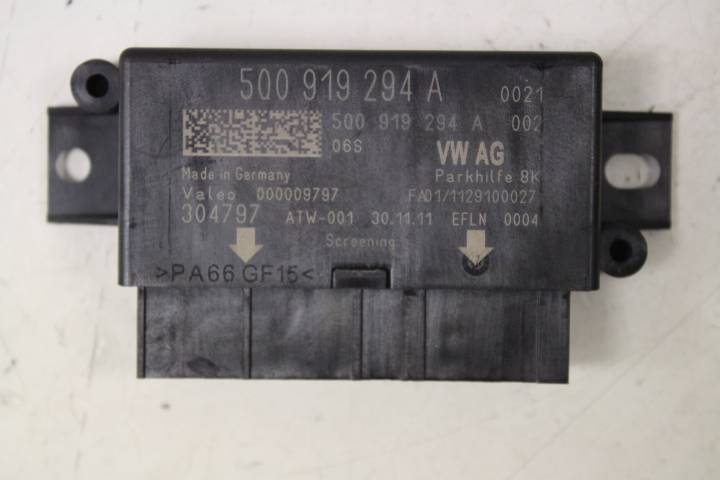 5Q0 919 294 A 0021
5Q0 919 294 A 002
06S VW AG
Made in Germany Parkhilfe 8K
Valeo 000009797 FA01/1129100027
304797 ATW-001 30.11.11 EFLN 0004
Screening
>PA66 GF15<